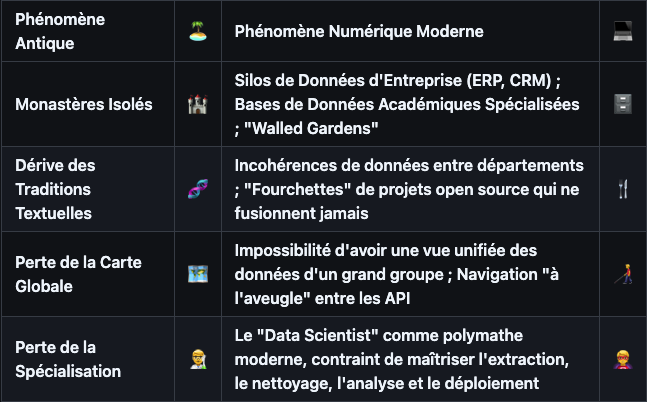 Phénomène
Antique
Phénomène Numérique Moderne
Monastères Isolés
Silos de Données d'Entreprise (ERP, CRM) ;
Bases de Données Académiques Spécialisées
; "Walled Gardens"
Dérive des
Traditions
Textuelles
Incohérences de données entre départements
; "Fourchettes" de projets open source qui ne
fusionnent jamais
Perte de la Carte
Globale
Impossibilité d'avoir une vue unifiée des
données d'un grand groupe ; Navigation "à
l'aveugle" entre les API
Perte de la
Spécialisation
Le "Data Scientist" comme polymathe
moderne, contraint de maîtriser l'extraction,
le nettoyage, l'analyse et le déploiement